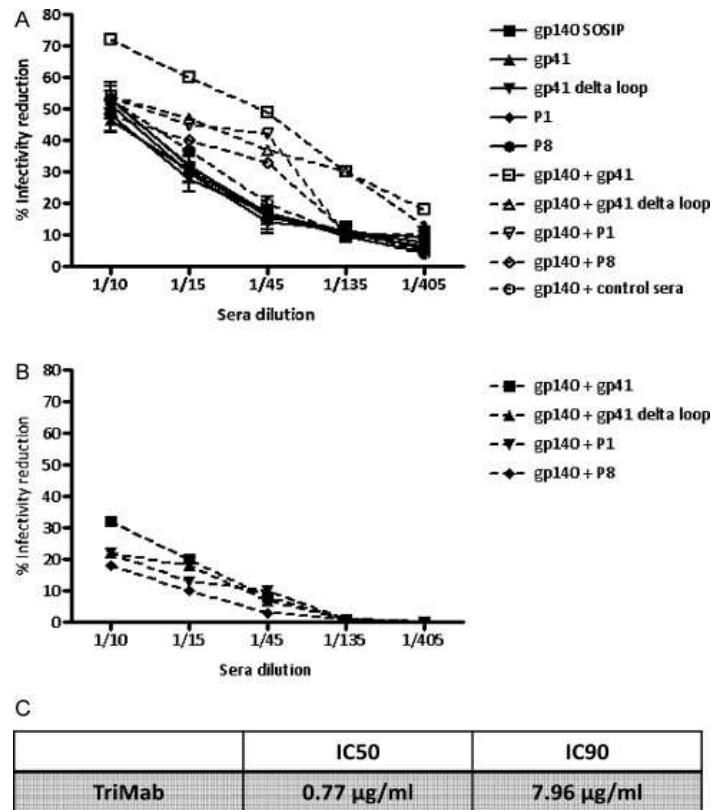 A
% Infectivity reduction
80
70
60
50
40
30
20
10
0
1/10 1/15 1/45 1/135 1/405
Sera dilution
gp140 SOSIP
gp41
gp41 delta loop
P1
P8
gp140 + gp41
gp140 + gp41 delta loop
gp140 + P1
gp140 + P8
gp140 + control sera
B
% Infectivity reduction
80
70
60
50
40
30
20
10
0
1/10 1/15 1/45 1/135 1/405
Sera dilution
gp140 + gp41
gp140 + gp41 delta loop
gp140 + P1
gp140 + P8
C
IC50 IC90
TriMab 0.77 µg/ml 7.96 µg/ml